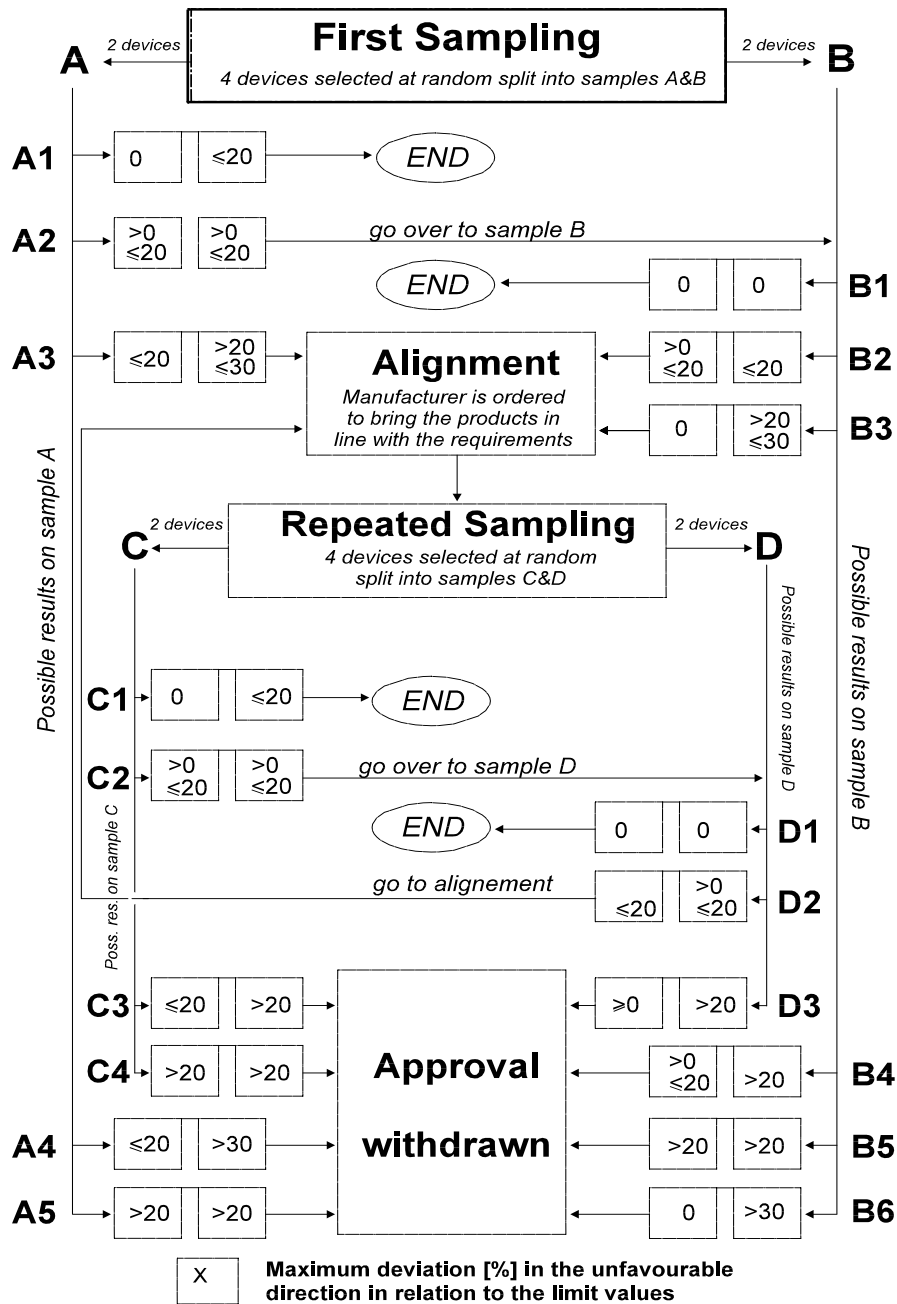 First Sampling
4 devices selected at random split into samples A&B
2 devices
2 devices
A
B
A1
0
≤20
END
A2
>0
≤20
>0
≤20
go over to sample B
END
0
0
B1
A3
≤20
>20
≤30
Alignment
Manufacturer is ordered
to bring the products in
line with the requirements
>0
≤20
≤20
B2
0
>20
≤30
B3
Possible results on sample A
Possible results on sample B
2 devices
2 devices
C
D
Repeated Sampling
4 devices selected at random
split into samples C&D
Possible results on sample D
C1
0
≤20
END
C2
>0
≤20
>0
≤20
go over to sample D
Poss. res. on sample C
END
0
0
D1
go to alignement
≤20
>0
≤20
D2
C3
≤20
>20
Approval
withdrawn
≥0
>20
D3
C4
>20
>20
>0
≤20
>20
B4
A4
≤20
>30
>20
>20
B5
A5
>20
>20
0
>30
B6
X
Maximum deviation [%] in the unfavourable
direction in relation to the limit values